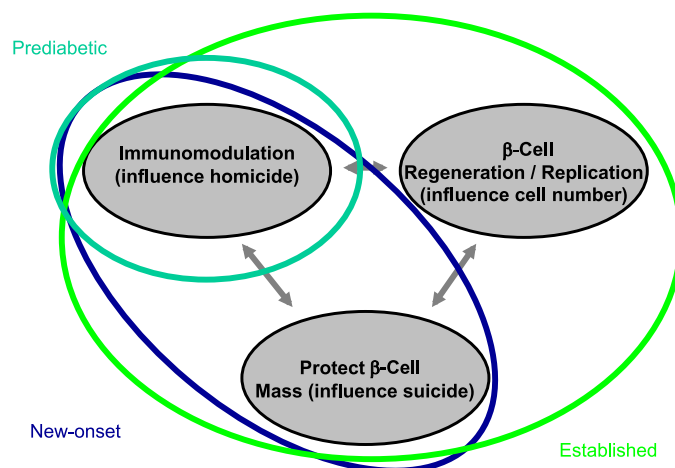 Prediabetic
Immunomodulation
(influence homicide)
β-Cell
Regeneration / Replication
(influence cell number)
Protect β-Cell
Mass (influence suicide)
New-onset
Established